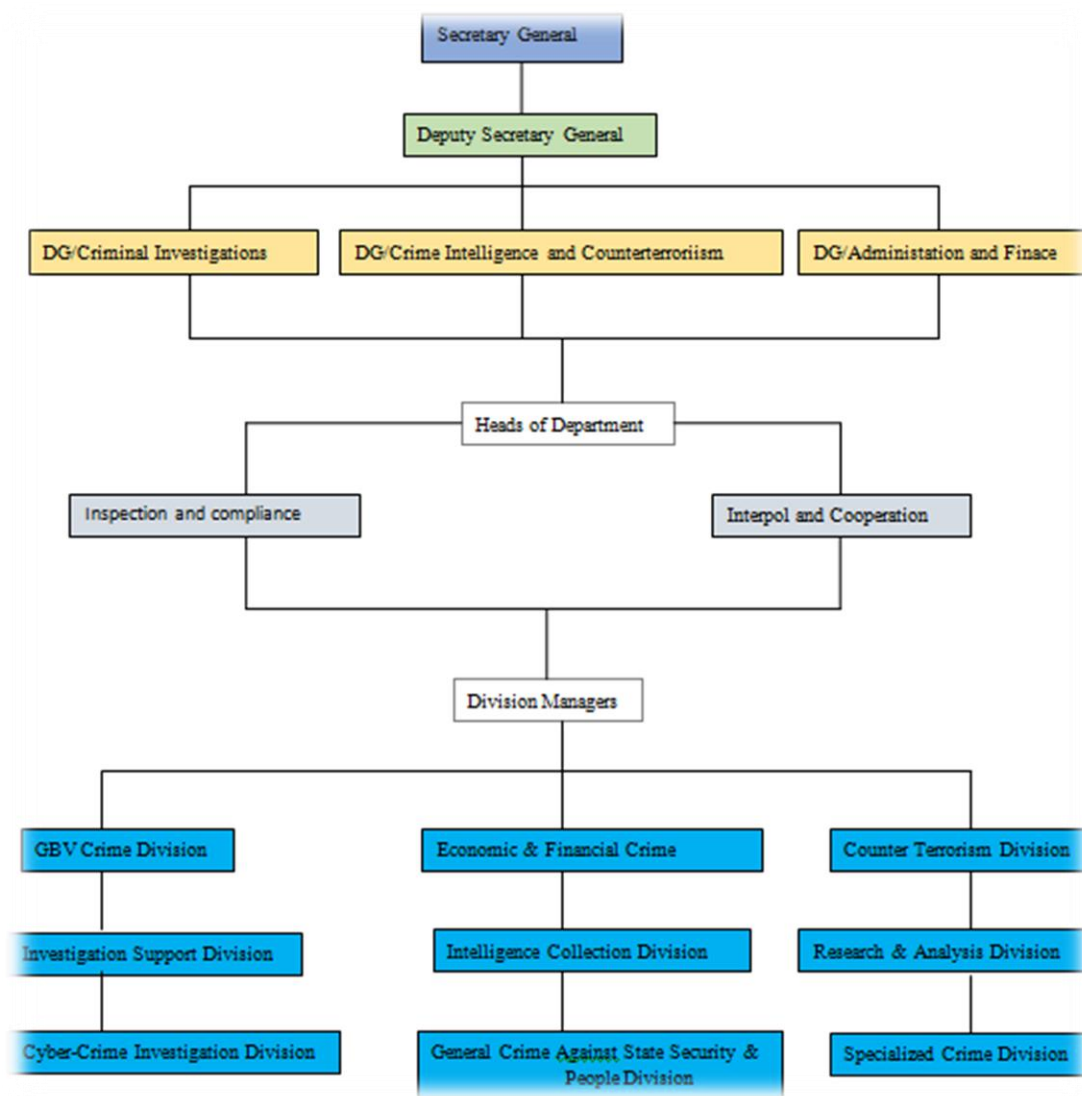 Secretary General
Deputy Secretary General
DG/Criminal Investigations
DG/Crime Intelligence and Counterterroriism
DG/Administation and Finace
Heads of Department
Inspection and compliance
Interpol and Cooperation
Division Managers
GBV Crime Division
Economic & Financial Crime
Counter Terrorism Division
Investigation Support Division
Intelligence Collection Division
Research & Analysis Division
Cyber-Crime Investigation Division
General Crime Against State Security &
People Division
Specialized Crime Division